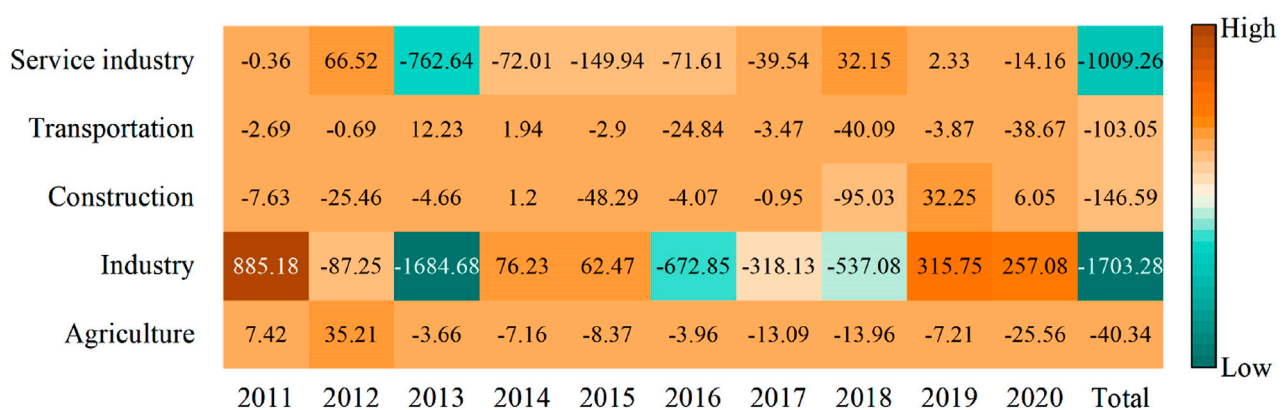 High
Service industry -0.36 66.52 -762.64 -72.01 -149.94 -71.61 -39.54 32.15 2.33 -14.16 -1009.26
Transportation -2.69 -0.69 12.23 1.94 -2.9 -24.84 -3.47 -40.09 -3.87 -38.67 -103.05
Construction -7.63 -25.46 -4.66 1.2 -48.29 -4.07 -0.95 -95.03 32.25 6.05 -146.59
Industry 885.18 -87.25 -1684.68 76.23 62.47 -672.85 -318.13 -537.08 315.75 257.08 -1703.28
Agriculture 7.42 35.21 -3.66 -7.16 -8.37 -3.96 -13.09 -13.96 -7.21 -25.56 -40.34
Low
2011 2012 2013 2014 2015 2016 2017 2018 2019 2020 Total